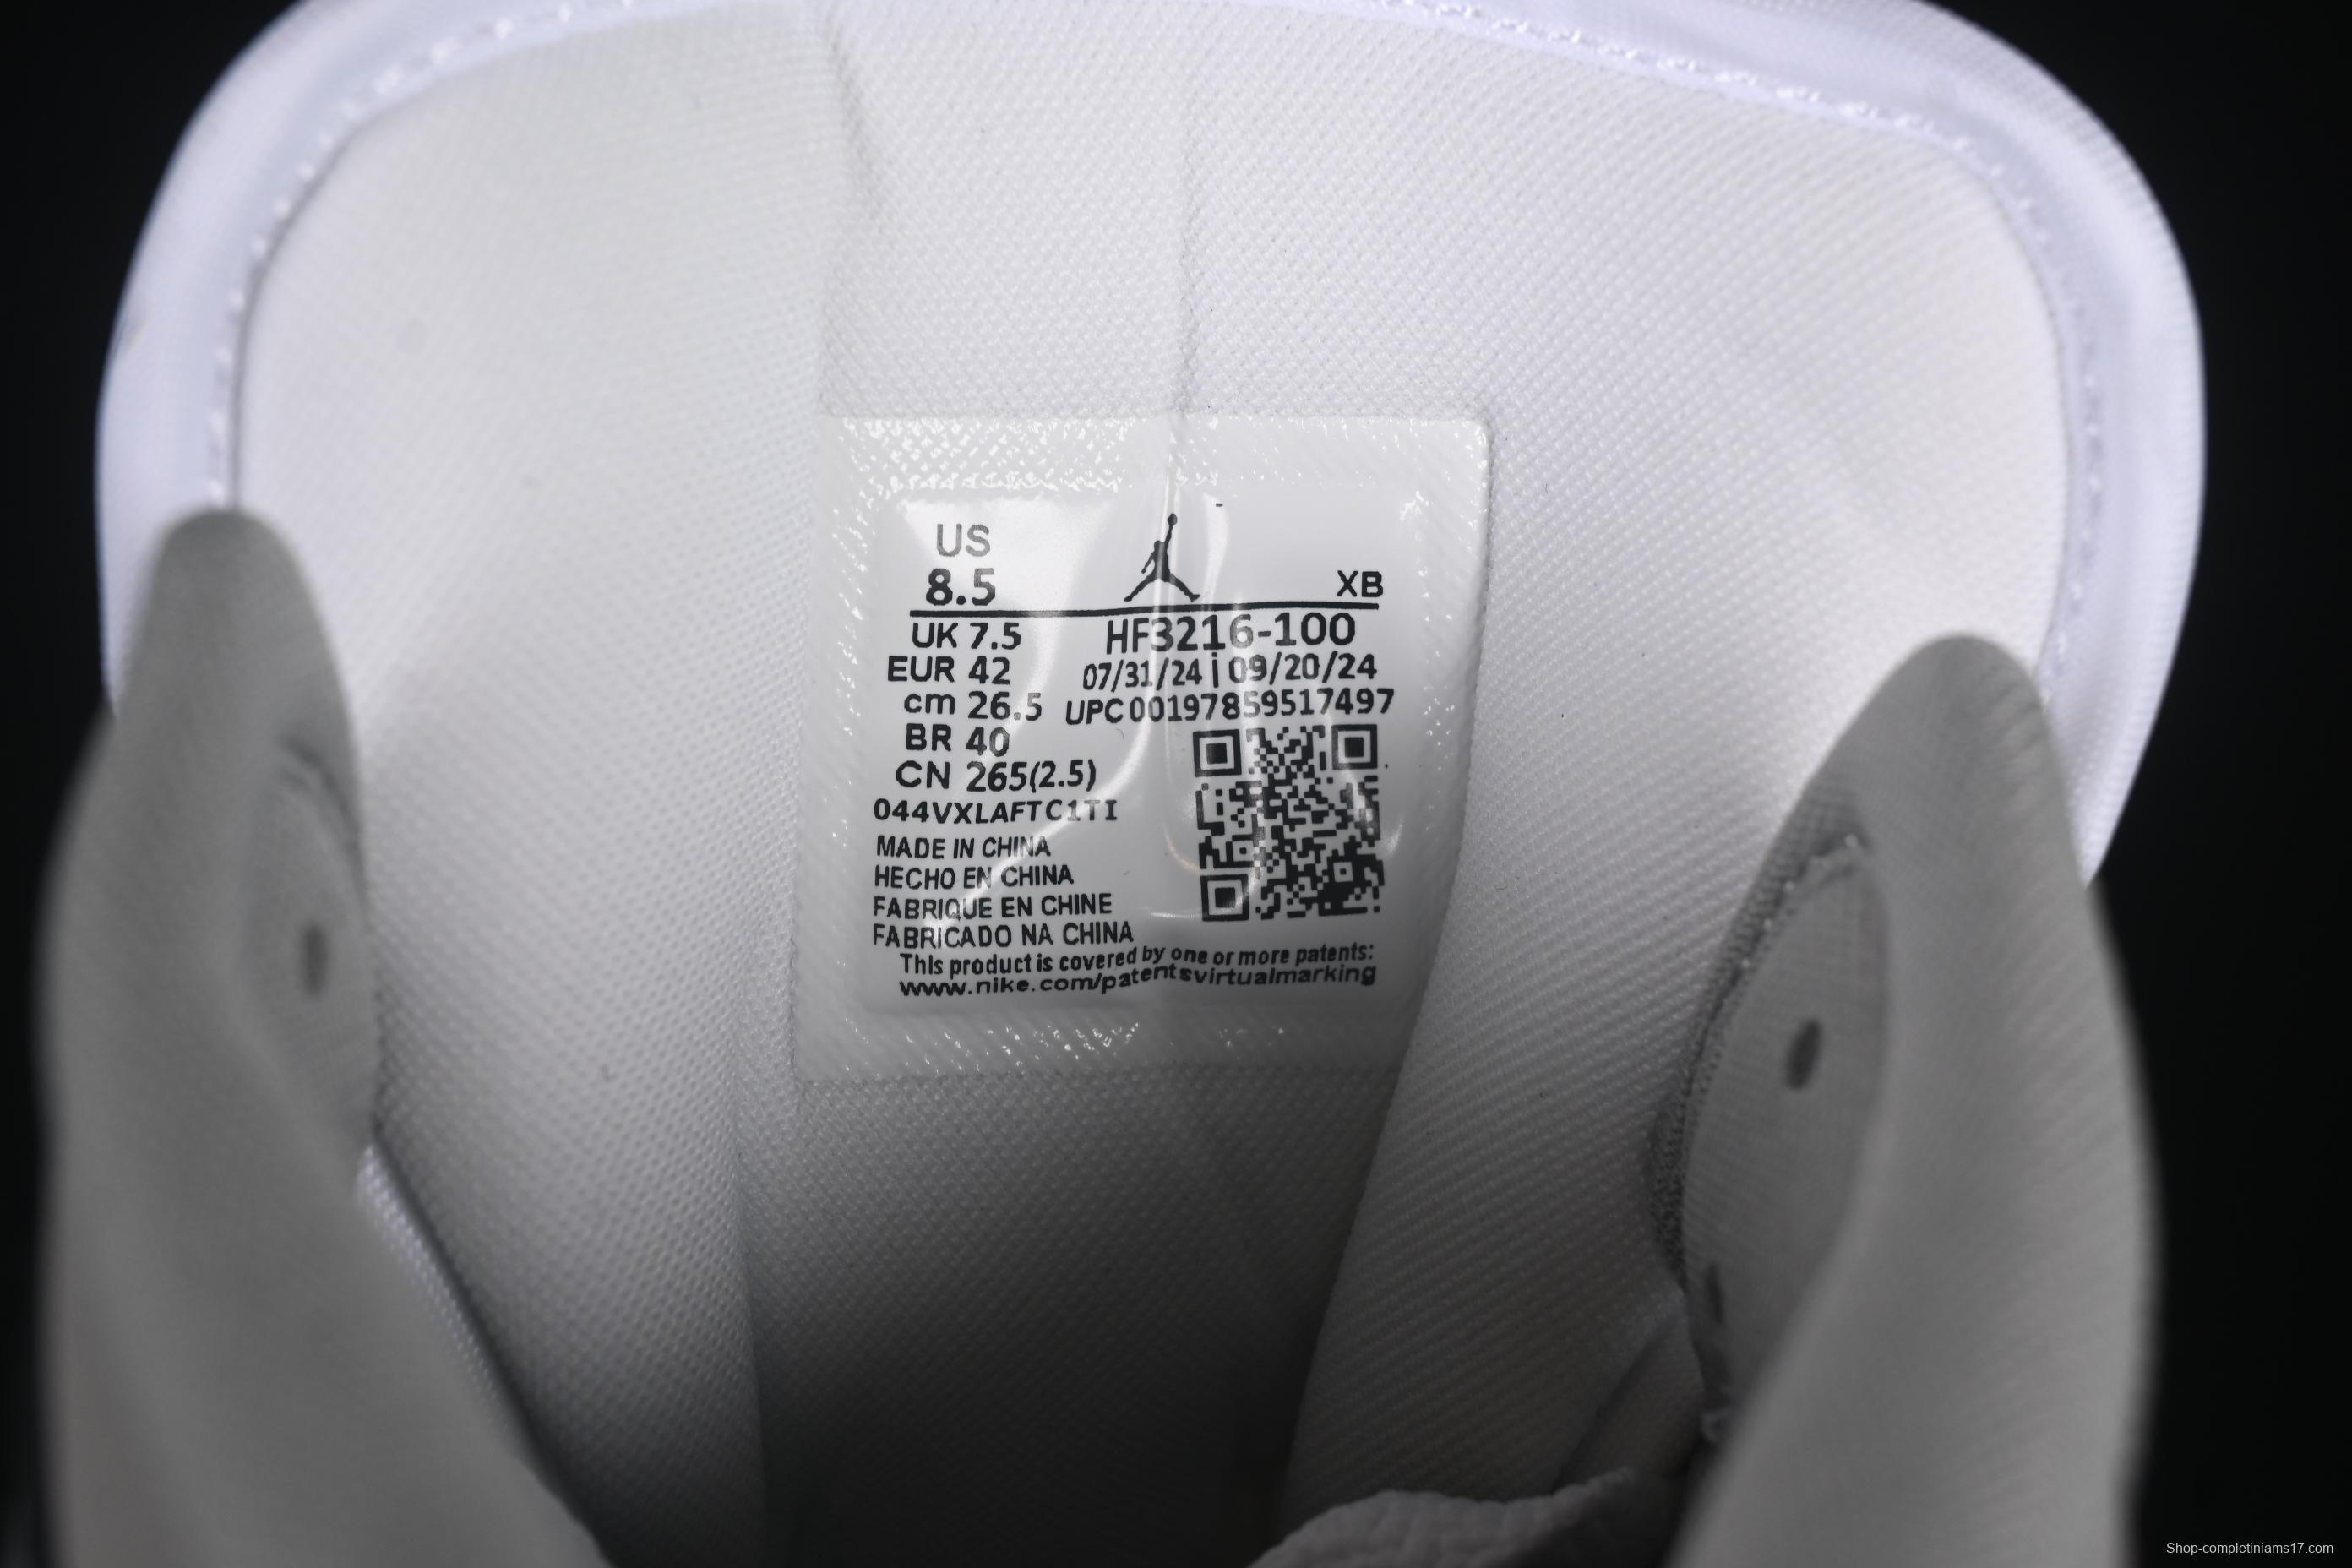 US
8.5
XB
UK 7.5
HF3216-100
EUR 42
07/31/24 | 09/20/24
cm 26.5
UPC00197859517497
BR 40
CN 265(2.5)
044VXLAFTC1TI
MADE IN CHINA
HECHO EN CHINA
FABRIQUE EN CHINE
FABRICADO NA CHINA
This product is covered by one or more patents:
www.nike.com/patentsvirtualmarking
Shop-completiniams17.com